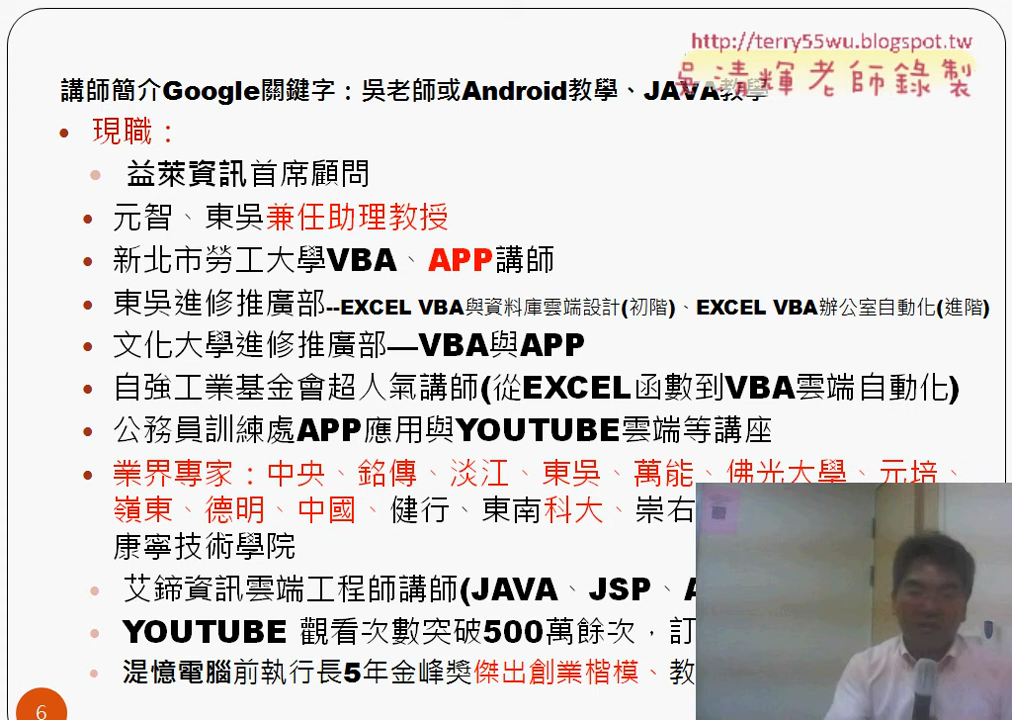 http://terry55wu.blogspot.tw
吳清輝老師錄製
講師簡介Google關鍵字：吳老師或Android教學、JAVA教學
現職：
益萊資訊首席顧問
元智、東吳兼任助理教授
新北市勞工大學VBA、APP講師
東吳進修推廣部--EXCEL VBA與資料庫雲端設計(初階)、EXCEL VBA辦公室自動化(進階)
文化大學進修推廣部—VBA與APP
自強工業基金會超人氣講師(從EXCEL函數到VBA雲端自動化)
公務員訓練處APP應用與YOUTUBE雲端等講座
業界專家：中央、銘傳、淡江、東吳、萬能、佛光大學、元培、
嶺東、德明、中國、健行、東南科大、崇右
康寧技術學院
艾鍗資訊雲端工程師講師(JAVA、JSP、A
YOUTUBE 觀看次數突破500萬餘次，訂
湜憶電腦前執行長5年金峰獎傑出創業楷模、教
6